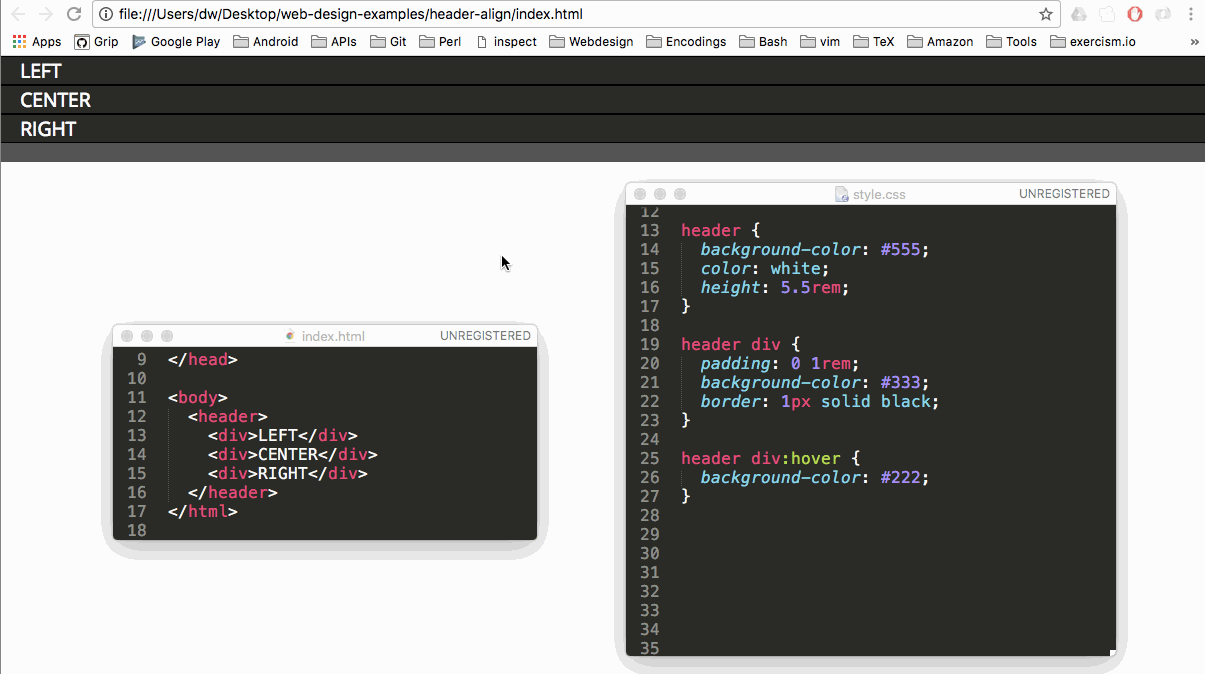 file:///Users/dw/Desktop/web-design-examples/header-align/index.html
Apps Grip Google Play Android APIs Git Perl inspect Webdesign Encodings Bash vim TeX Amazon Tools exercism.io »
LEFT
CENTER
RIGHT
index.html UNREGISTERED
9 </head>
10
11 <body>
12 <header>
13 <div>LEFT</div>
14 <div>CENTER</div>
15 <div>RIGHT</div>
16 </header>
17 </html>
18
style.css UNREGISTERED
12
13 header {
14 background-color: #555;
15 color: white;
16 height: 5.5rem;
17 }
18
19 header div {
20 padding: 0 1rem;
21 background-color: #333;
22 border: 1px solid black;
23 }
24
25 header div:hover {
26 background-color: #222;
27 }
28
29
30
31
32
33
34
35